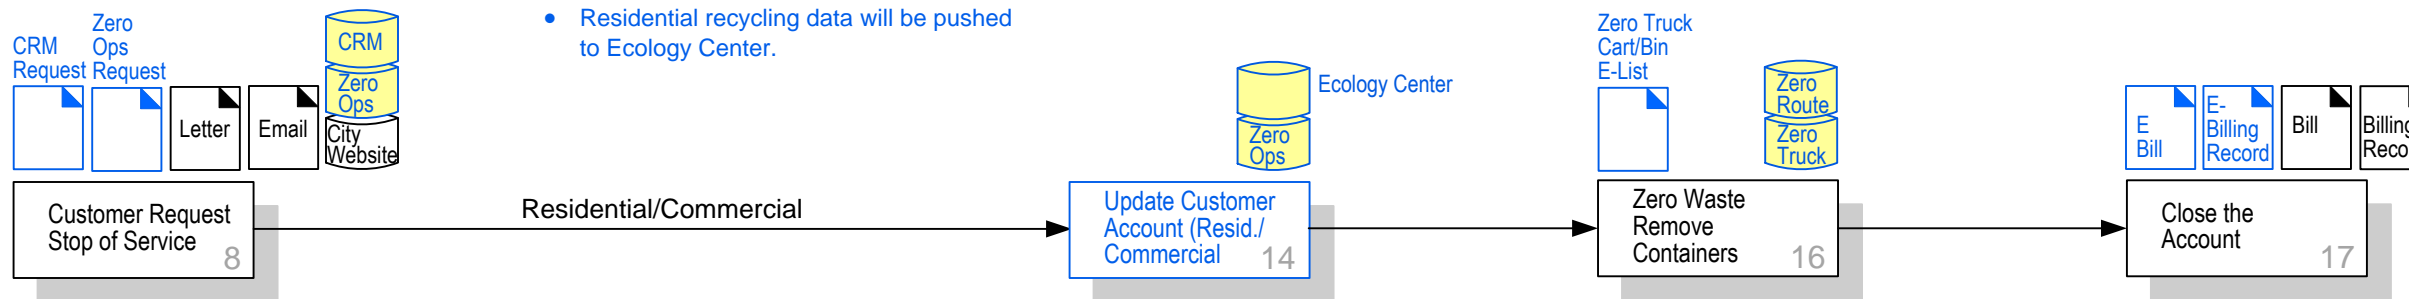 CRM
Request
Zero
Ops
Request
Letter
Email
CRM
Zero
Ops
City
Website
• Residential recycling data will be pushed
to Ecology Center.
Ecology Center
Zero
Ops
Zero Truck
Cart/Bin
E-List
Zero
Route
Zero
Truck
E
Bill
E-
Billing
Record
Bill
Customer Request
Stop of Service
8
Residential/Commercial
Update Customer
Account (Resid./
Commercial
14
Zero Waste
Remove
Containers
16
Close the
Account
17